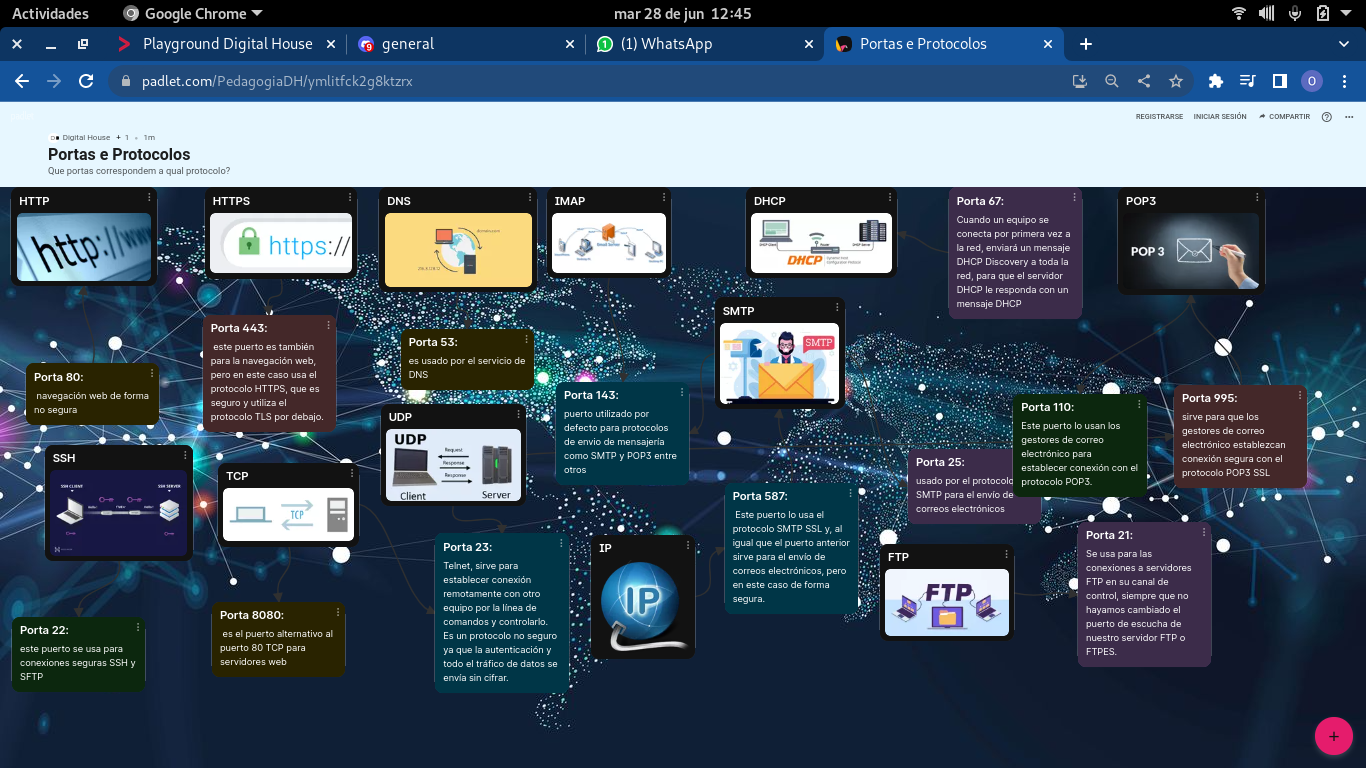 Actividades
Google Chrome
mar 28 de jun 12:45
Playground Digital House
general
(1) WhatsApp
Portas e Protocolos
padlet.com/PedagogiaDH/ymlitfck2g8ktzrx
O
REGISTRARSE
INICIAR SESIÓN
COMPARTIR
Digital House + 1 • 1m
Portas e Protocolos
Que portas correspondem a qual protocolo?
HTTP
http://w
HTTPS
https://
DNS
IMAP
DHCP
DHCP
Router
Porta 67:
Cuando un equipo se
conecta por primera vez a
la red, enviará un mensaje
DHCP Discovery a toda la
red, para que el servidor
DHCP le responda con un
mensaje DHCP
POP3
POP 3
SMTP
SMTP
Porta 443:
este puerto es también
para la navegación web,
pero en este caso usa el
protocolo HTTPS, que es
seguro y utiliza el
protocolo TLS por debajo.
Porta 53:
es usado por el servicio de
DNS
Porta 80:
navegación web de forma
no segura
Porta 143:
puerto utilizado por
defecto para protocolos
de envio de mensajería
como SMTP y POP3 entre
otros
Porta 110:
Este puerto lo usan los
gestores de correo
electrónico para
establecer conexión con el
protocolo POP3.
Porta 995:
sirve para que los
gestores de correo
electrónico establezcan
conexión segura con el
protocolo POP3 SSL
UDP
UDP
Request
Response
Response
Client
Server
SSH
SSH CLIENT
SSH SERVER
TCP
TCP
Porta 25:
usado por el protocolo
SMTP para el envío de
correos electrónicos
Porta 587:
Este puerto lo usa el
protocolo SMTP SSL y, al
igual que el puerto anterior
sirve para el envío de
correos electrónicos, pero
en este caso de forma
segura.
Porta 23:
Telnet, sirve para
establecer conexión
remotamente con otro
equipo por la línea de
comandos y controlarlo.
Es un protocolo no seguro
ya que la autenticación y
todo el tráfico de datos se
envía sin cifrar.
IP
IP
FTP
FTP
Porta 21:
Se usa para las
conexiones a servidores
FTP en su canal de
control, siempre que no
hayamos cambiado el
puerto de escucha de
nuestro servidor FTP o
FTPES.
Porta 8080:
es el puerto alternativo al
puerto 80 TCP para
servidores web
Porta 22:
este puerto se usa para
conexiones seguras SSH y
SFTP